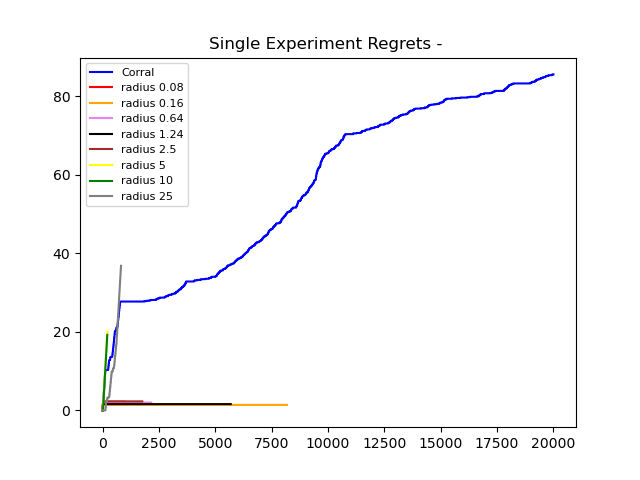 Single Experiment Regrets -
Corral
radius 0.08
radius 0.16
radius 0.64
radius 1.24
radius 2.5
radius 5
radius 10
radius 25
80
60
40
20
0
0 2500 5000 7500 10000 12500 15000 17500 20000